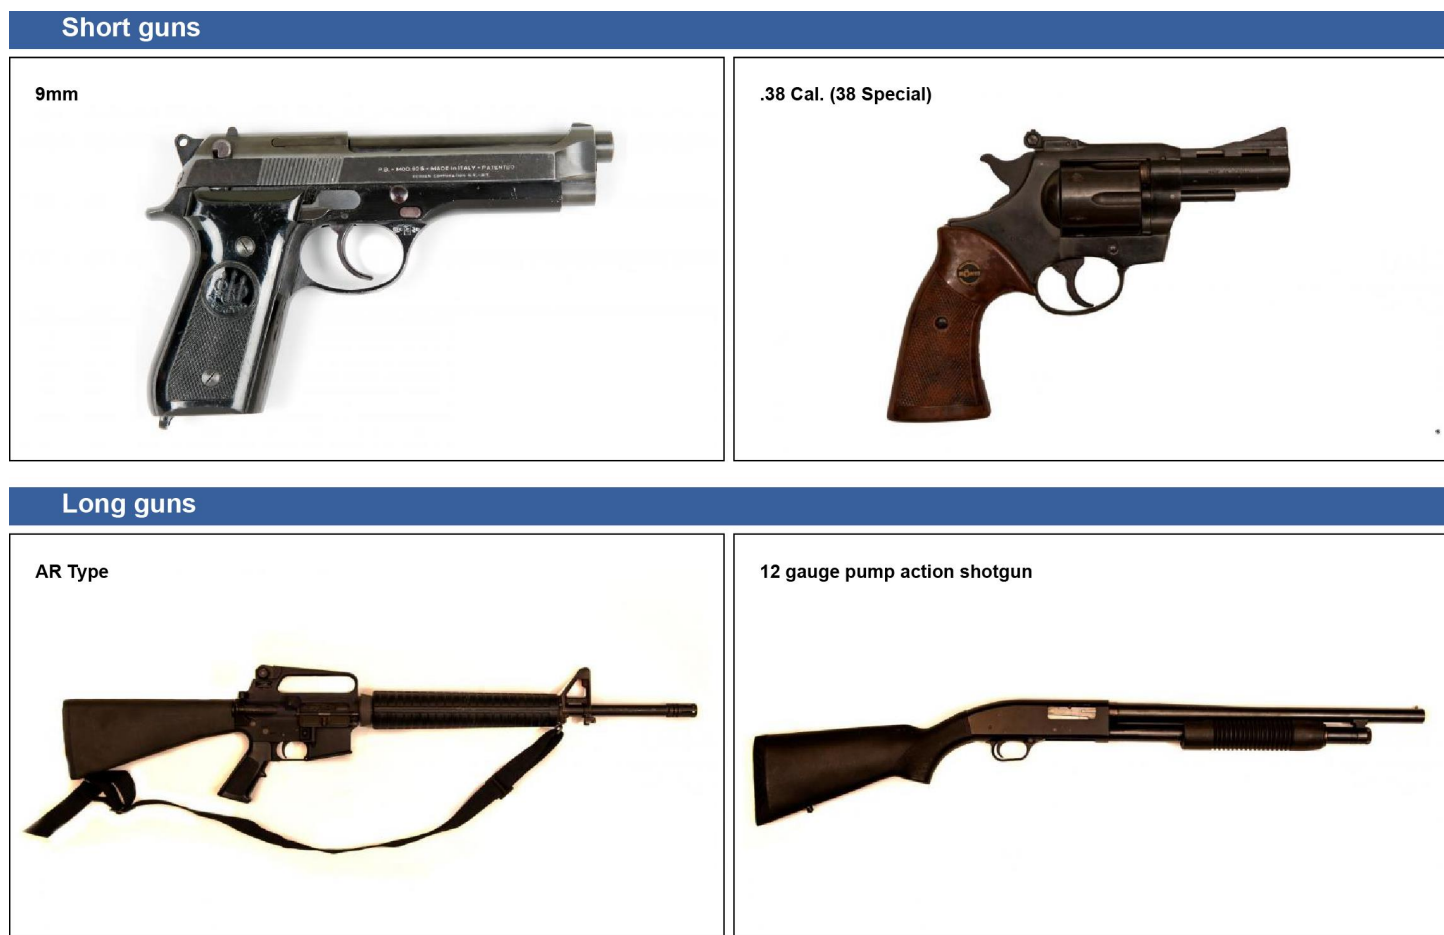 Short guns
9mm
.38 Cal. (38 Special)
Long guns
AR Type
12 gauge pump action shotgun